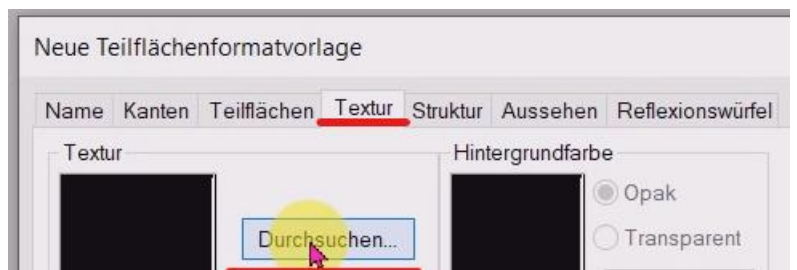 Neue Teilflächenformatvorlage
Name Kanten Teilflächen Textur Struktur Aussehen Reflexionswürfel
Textur Hintergrundfarbe
Opak
Durchsuchen... Transparent